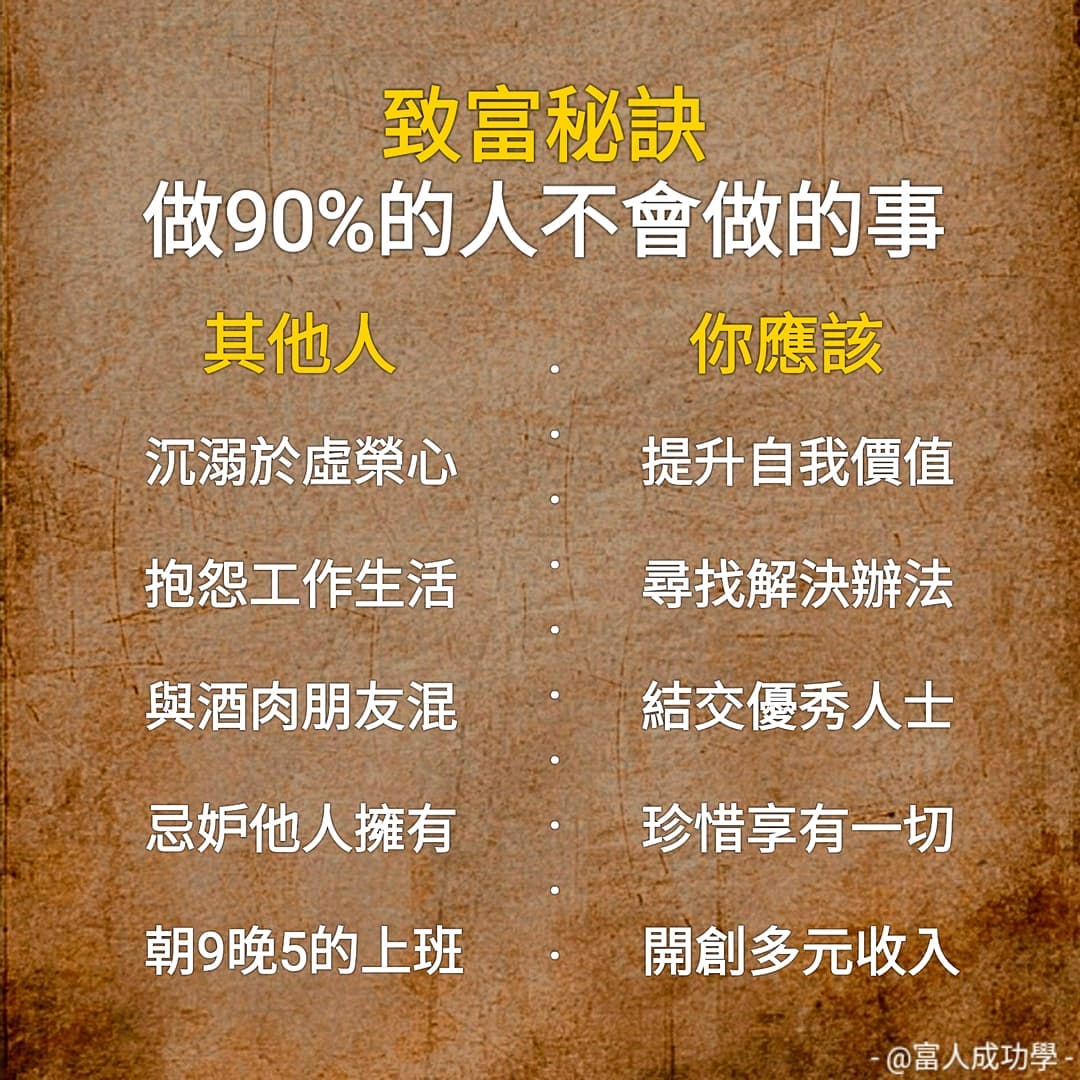 致富秘訣
做90%的人不會做的事
其他人
你應該
沉溺於虛榮心
提升自我價值
抱怨工作生活
尋找解決辦法
與酒肉朋友混
結交優秀人士
忌妒他人擁有
珍惜享有一切
朝9晚5的上班
開創多元收入
- @富人成功學 -